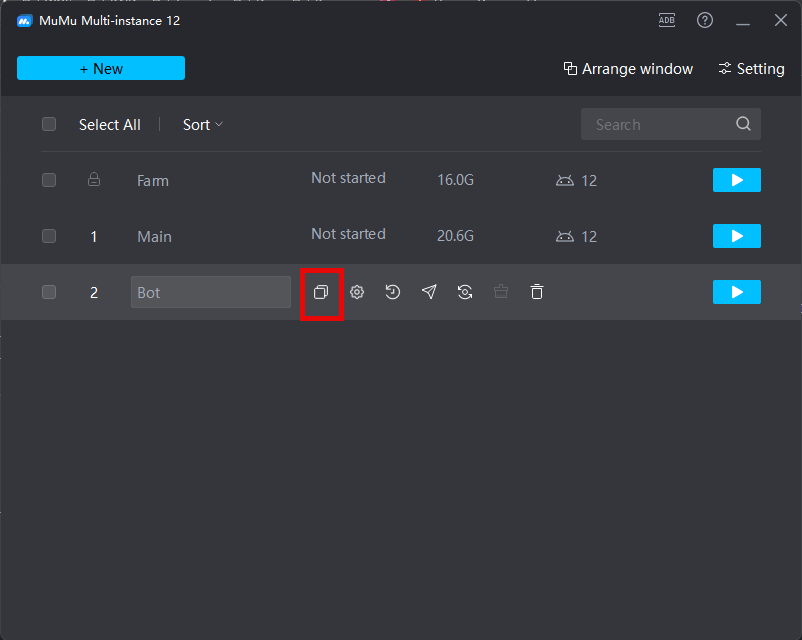 MuMu Multi-instance 12
ADB
+ New
Arrange window
Setting
Select All
Sort
Search
Farm Not started 16.0G 12
1 Main Not started 20.6G 12
2 Bot